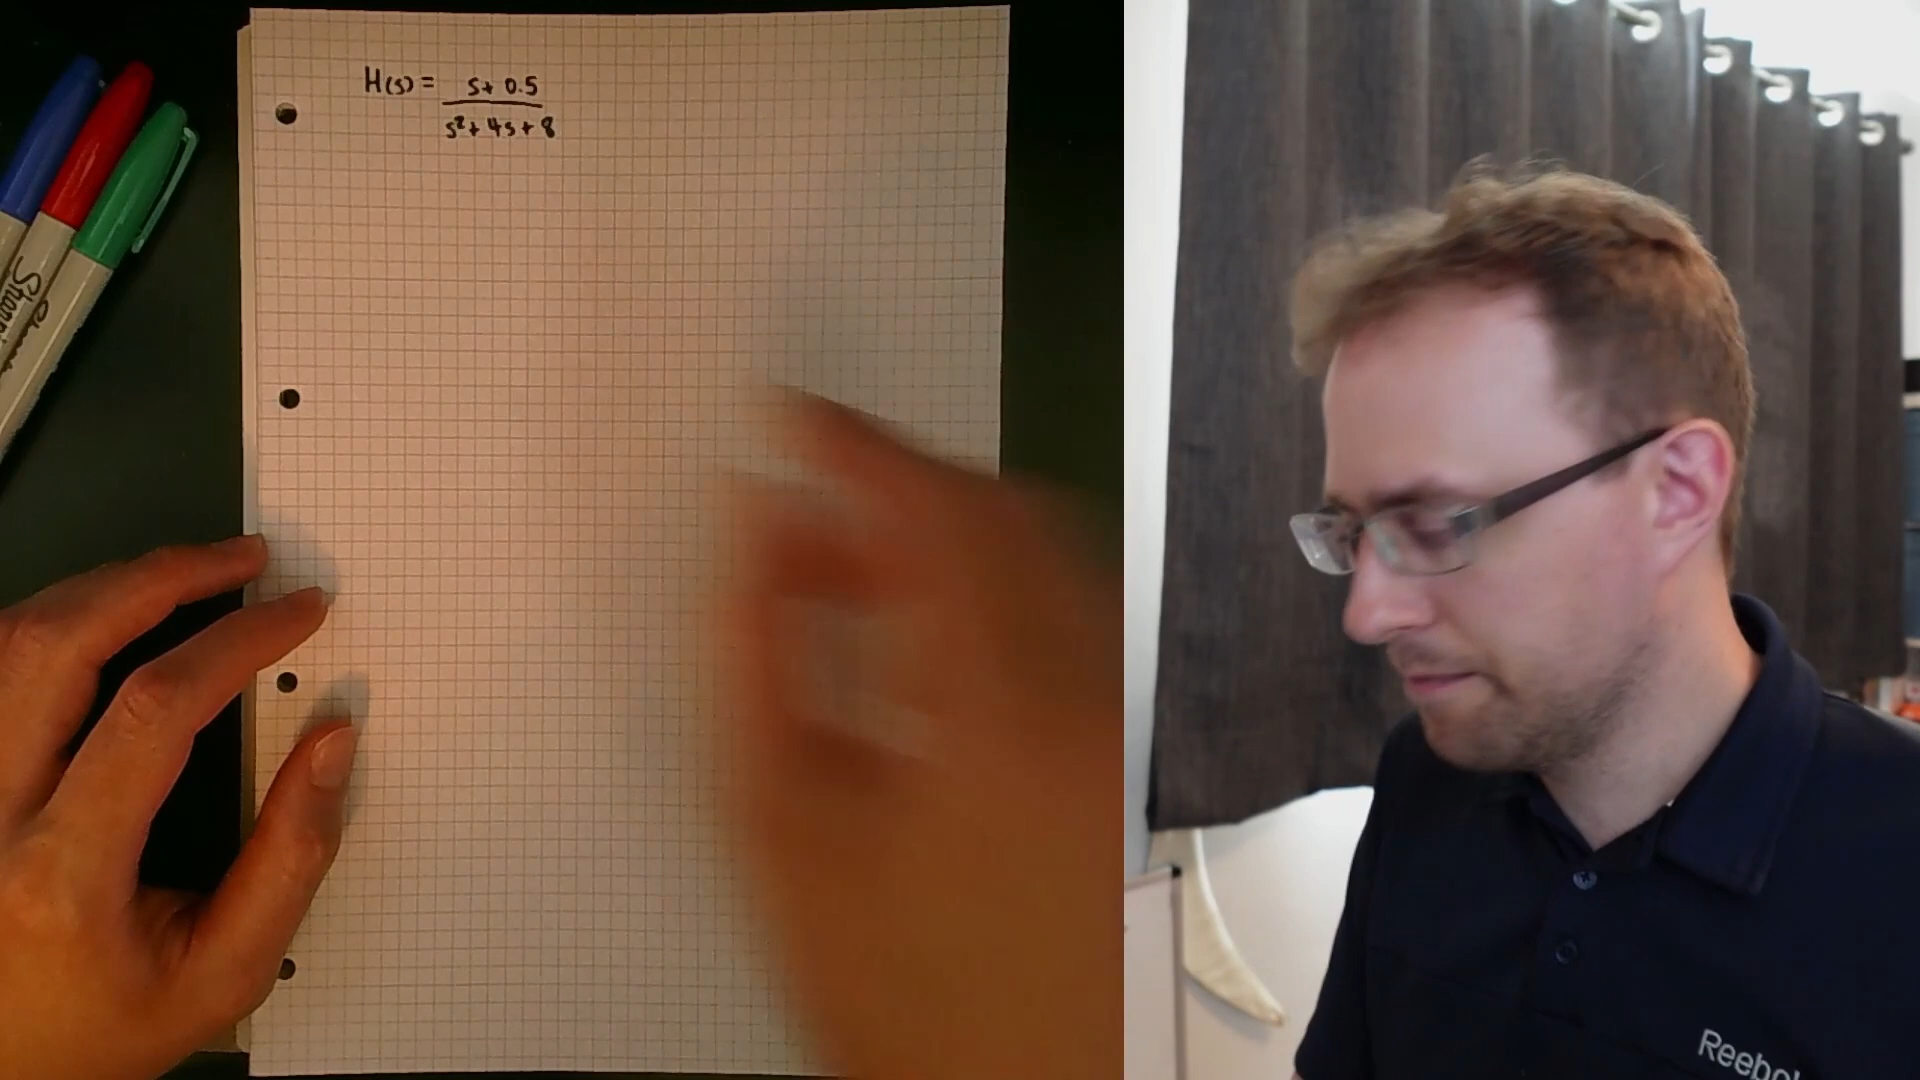 H(s) = s + 0.5
s² + 4s + 8
Reebo